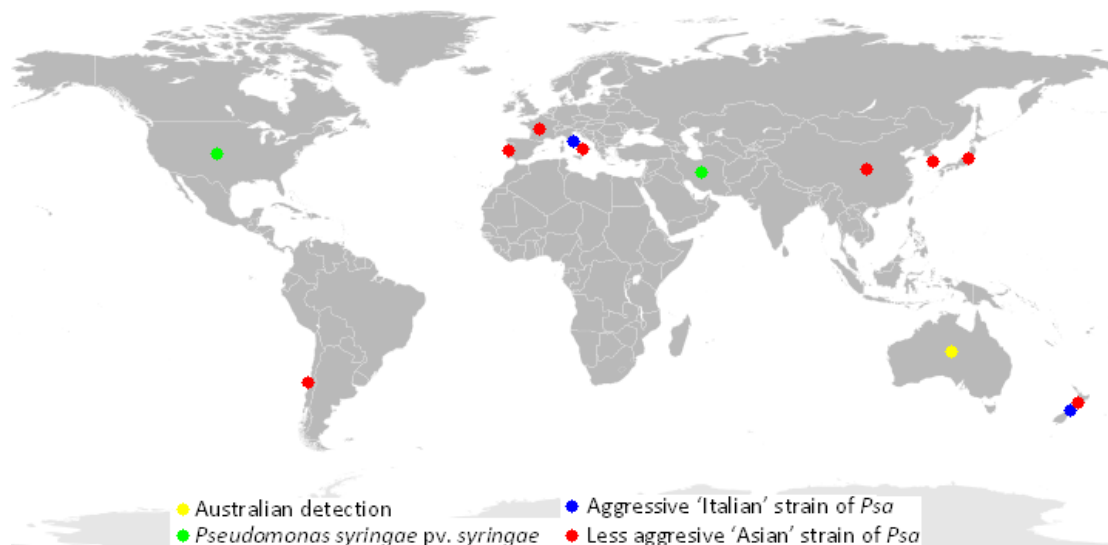 Australian detection
Pseudomonas syringae pv. syringae
Aggressive ‘Italian’ strain of Psa
Less aggresive ‘Asian’ strain of Psa